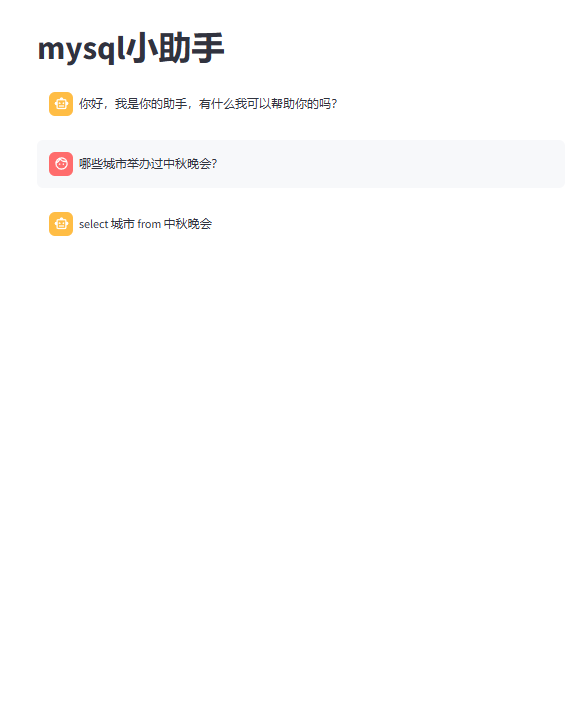 mysql小助手
你好，我是你的助手，有什么我可以帮助你的吗？
哪些城市举办过中秋晚会？
select 城市 from 中秋晚会